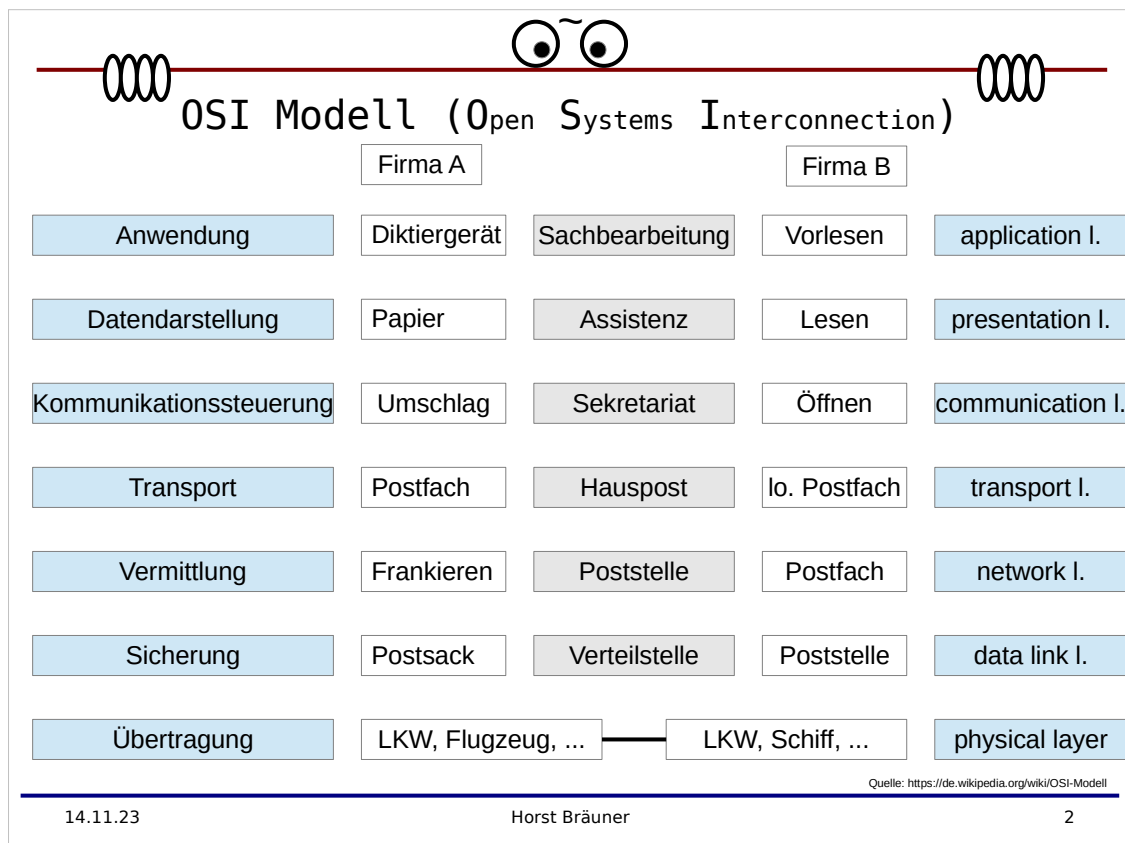 ~
OSI Modell (Open Systems Interconnection)
Firma A Firma B
Anwendung Diktiergerät Sachbearbeitung Vorlesen application l.
Datendarstellung Papier Assistenz Lesen presentation l.
Kommunikationssteuerung Umschlag Sekretariat Öffnen communication l.
Transport Postfach Hauspost lo. Postfach transport l.
Vermittlung Frankieren Poststelle Postfach network l.
Sicherung Postsack Verteilstelle Poststelle data link l.
Übertragung LKW, Flugzeug, ... LKW, Schiff, ... physical layer
Quelle: https://de.wikipedia.org/wiki/OSI-Modell
14.11.23 Horst Bräuner 2